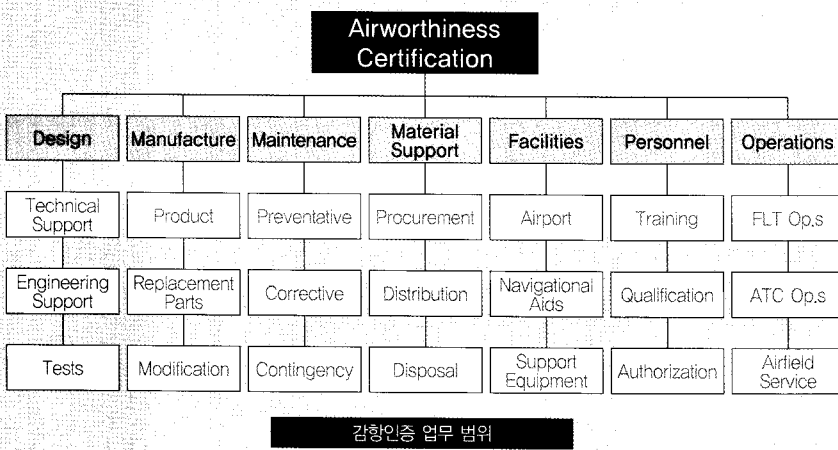 Airworthiness
Certification
Design
Manufacture
Maintenance
Material
Support
Facilities
Personnel
Operations
Technical
Support
Product
Preventative
Procurement
Airport
Training
FLT Op.s
Engineering
Support
Replacement
Parts
Corrective
Distribution
Navigational
Aids
Qualification
ATC Op.s
Tests
Modification
Contingency
Disposal
Support
Equipment
Authorization
Airfield
Service
감항인증 업무 범위